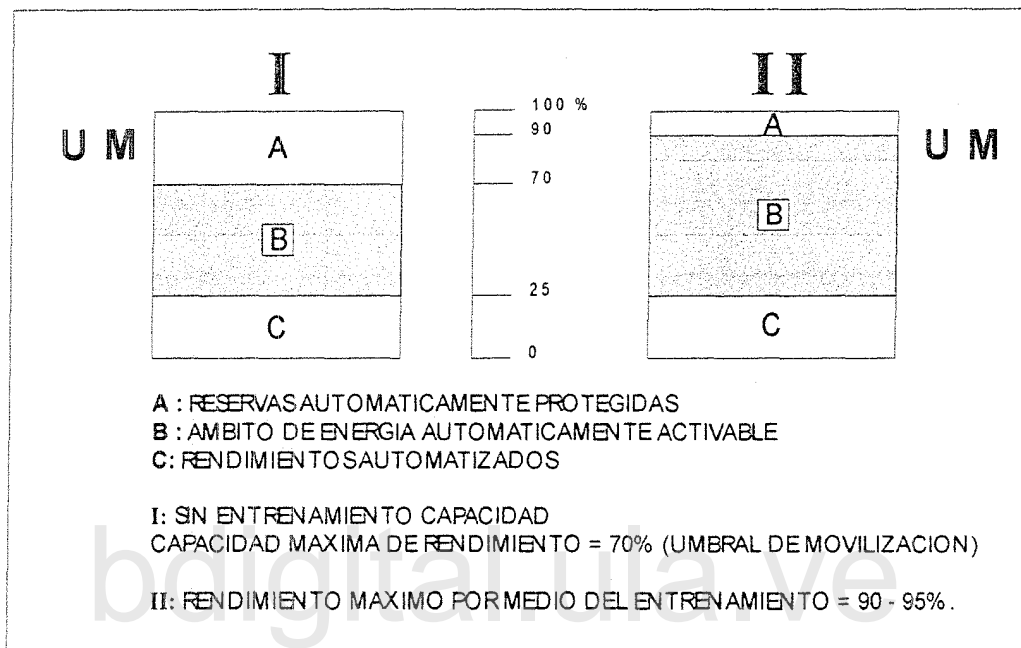 I II
U M A 100 % 90 A U M
70
B B
25
C C
0
A : RESERVAS AUTOMATICAMENTE PROTEGIDAS
B : AMBITO DE ENERGIA AUTOMATICAMENTE ACTIVABLE
C: RENDIMIENTOS AUTOMATIZADOS
I: SIN ENTRENAMIENTO CAPACIDAD
CAPACIDAD MAXIMA DE RENDIMIENTO = 70% (UMBRAL DE MOVILIZACION)
II: RENDIMIENTO MAXIMO POR MEDIO DEL ENTRENAMIENTO = 90 - 95%.
bdigital.ula.ve